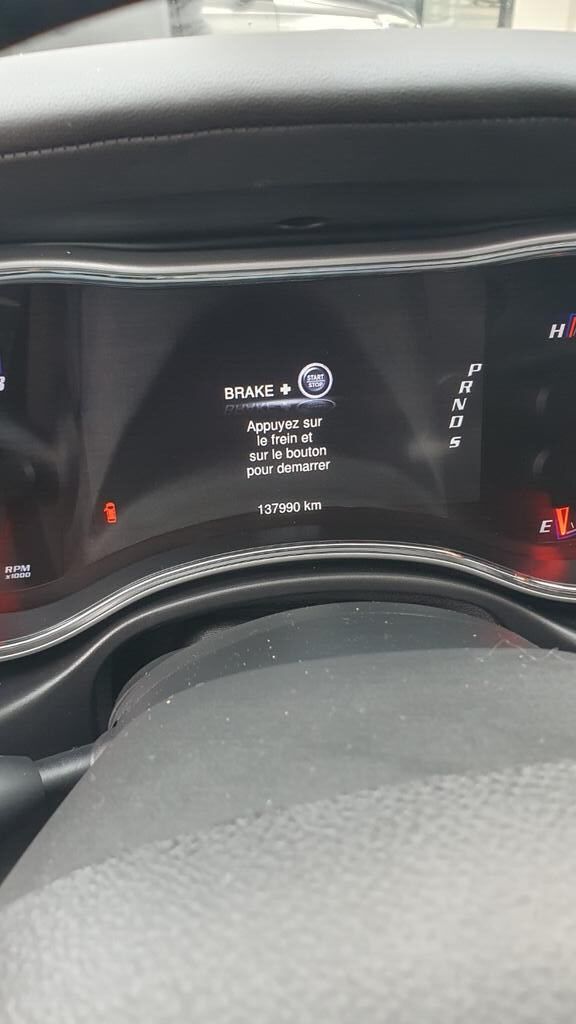 H
P
R
N
D
S
BRAKE + START STOP
Appuyez sur
le frein et
sur le bouton
pour demarrer
137990 km
E
RPM
x1000